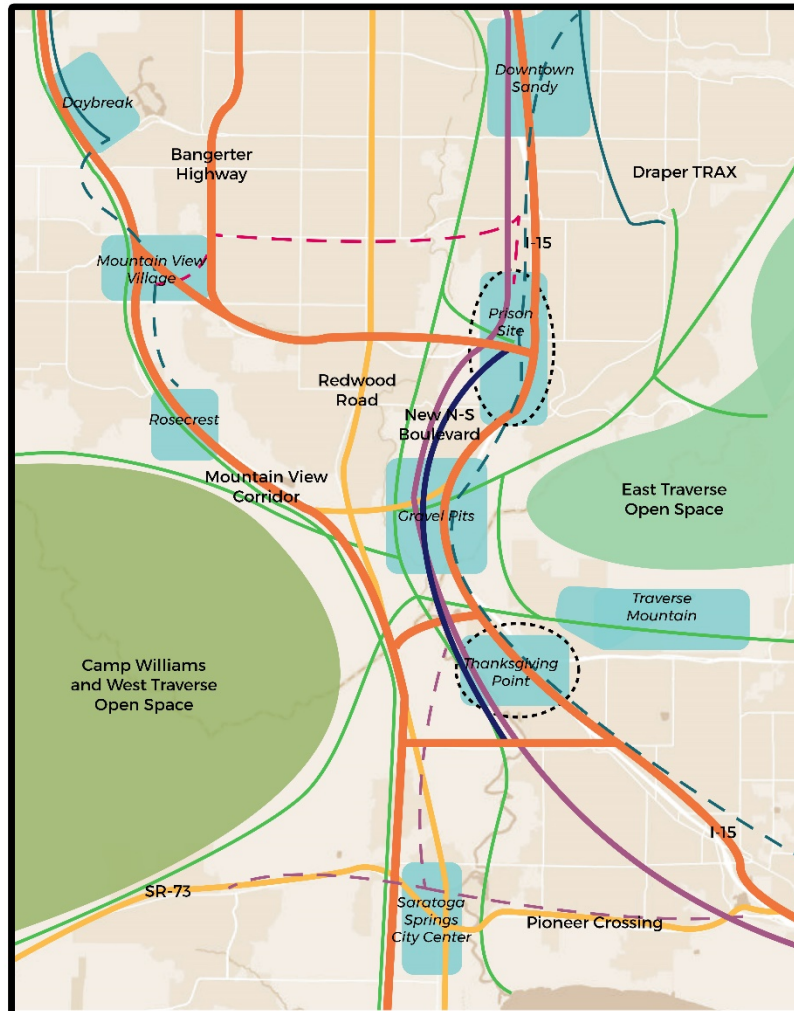 Downtown
Sandy
Daybreak
Bangerter
Highway
Draper TRAX
I-15
Mountain View
Village
Prison
Site
Redwood
Road
New N-S
Boulevard
Rosecrest
Mountain View
Corridor
Gravel Pits
East Traverse
Open Space
Traverse
Mountain
Camp Williams
and West Traverse
Open Space
Thanksgiving
Point
I-15
SR-73
Saratoga
Springs
City Center
Pioneer Crossing